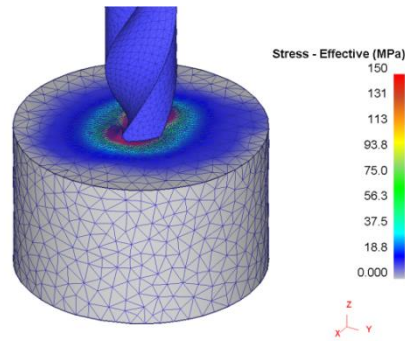 Stress - Effective (MPa)
150
131
113
93.8
75.0
56.3
37.5
18.8
0.000
Z
X
Y